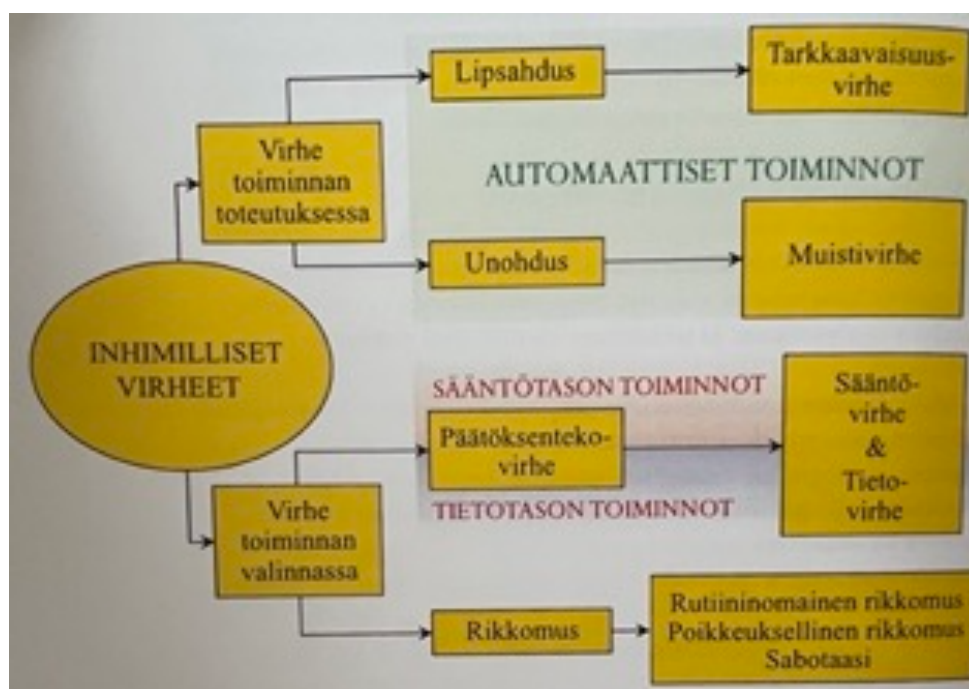 Lipsahdus
Tarkkaavaisuus-
virhe
Virhe
toiminnan
toteutuksessa
AUTOMAATTISET TOIMINNOT
Unohdus
Muistivirhe
INHIMILLISET
VIRHEET
SÄÄNTÖTASON TOIMINNOT
Päätöksenteko-
virhe
Sääntö-
virhe
&
Tieto-
virhe
TIETOTASON TOIMINNOT
Virhe
toiminnan
valinnassa
Rikkomus
Rutiininomainen rikkomus
Poikkeuksellinen rikkomus
Sabotaasi